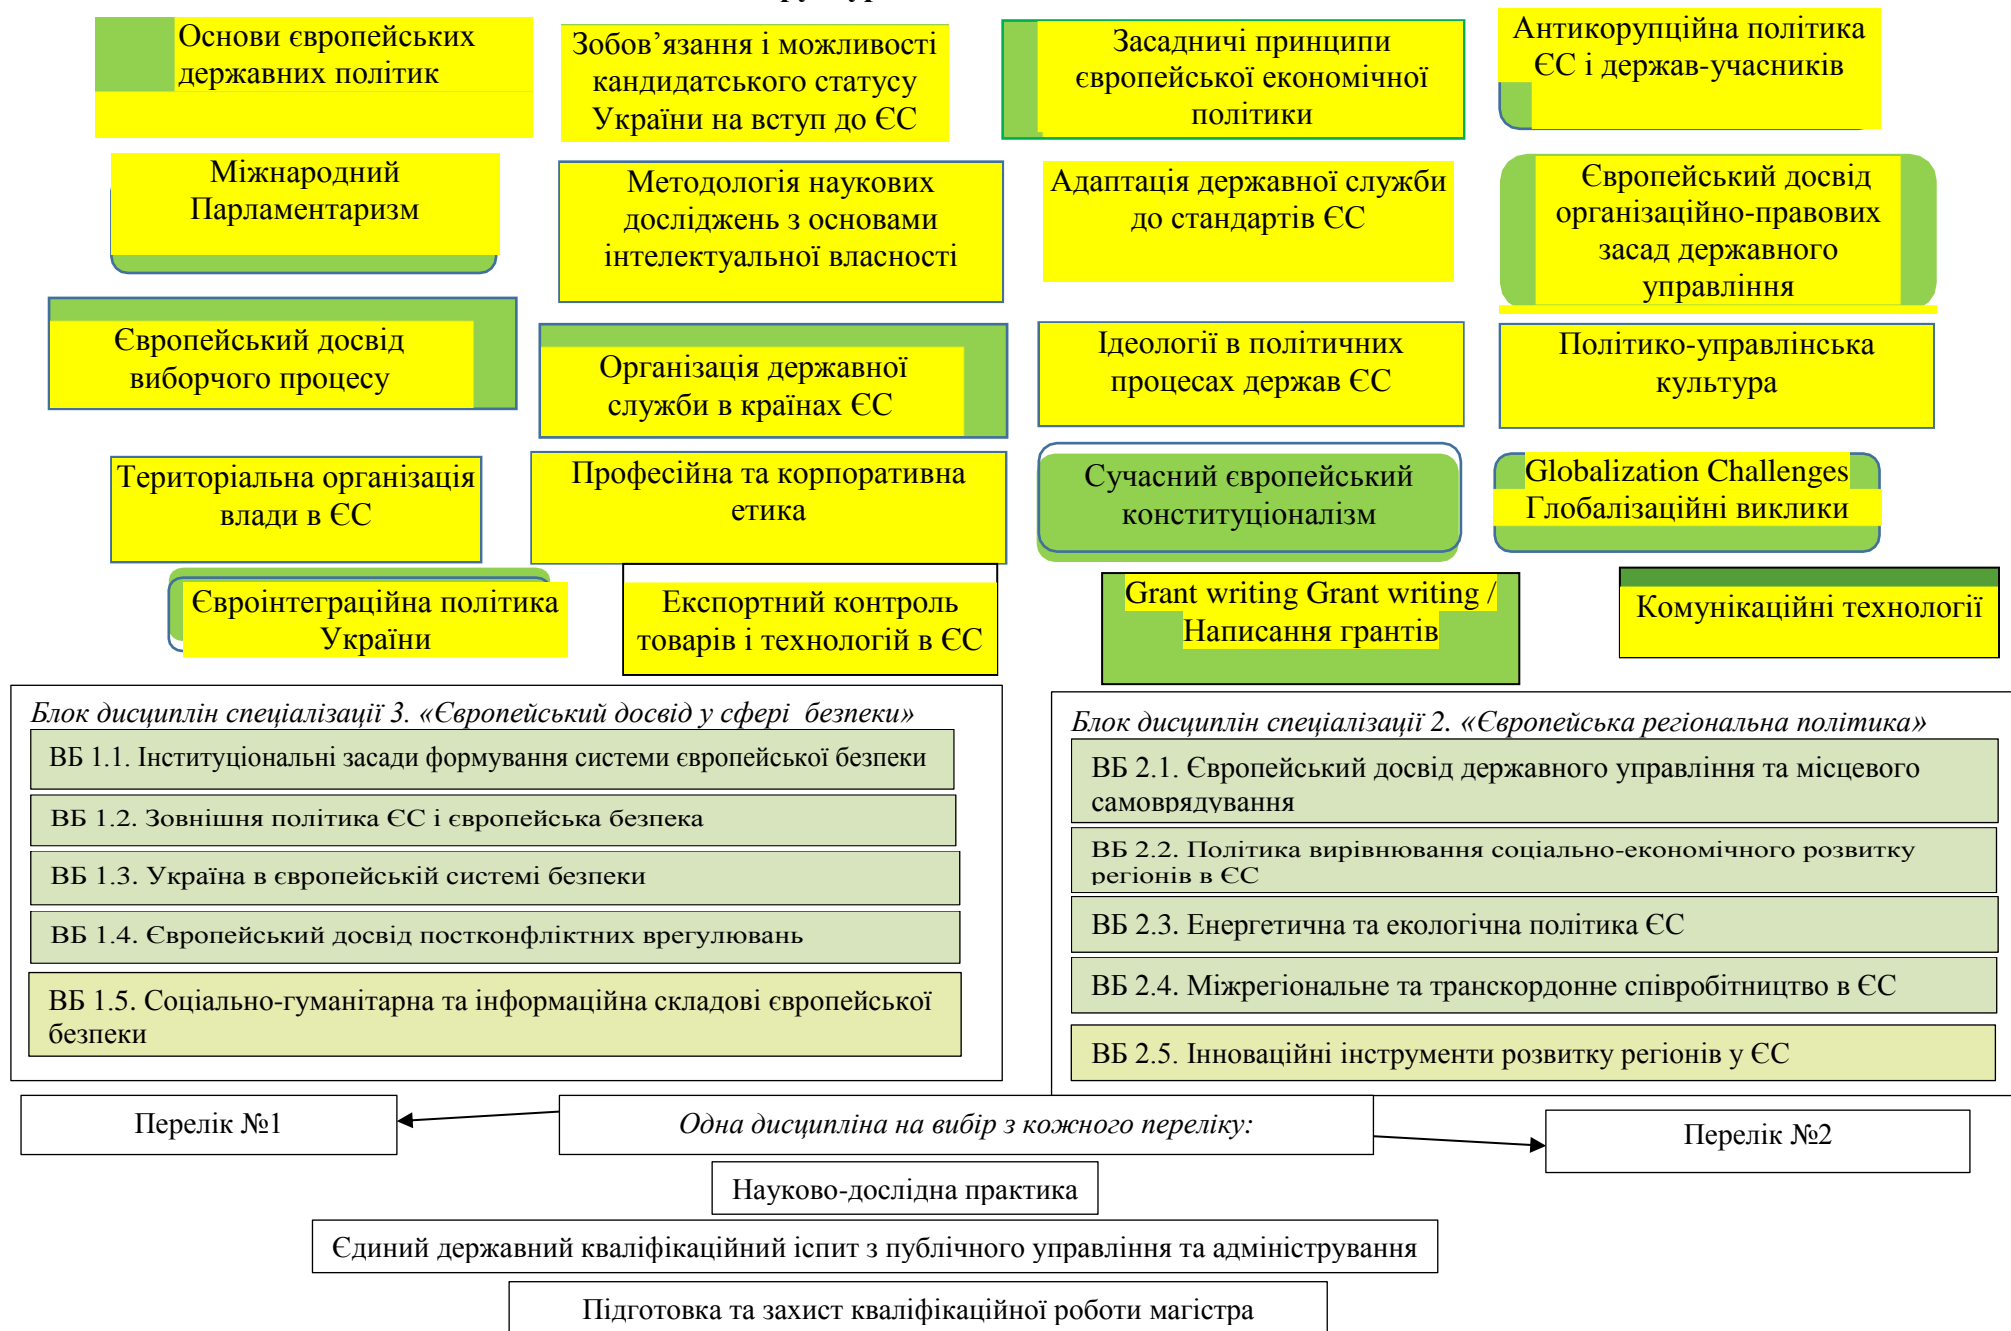 Основи європейських
державних політик
Зобов’язання і можливості
кандидатського статусу
України на вступ до ЄС
Засадничі принципи
європейської економічної
політики
Антикорупційна політика
ЄС і держав-учасників
Міжнародний
Парламентаризм
Методологія наукових
досліджень з основами
інтелектуальної власності
Адаптація державної служби
до стандартів ЄС
Європейський досвід
організаційно-правових
засад державного
управління
Європейський досвід
виборчого процесу
Організація державної
служби в країнах ЄС
Ідеології в політичних
процесах держав ЄС
Політико-управлінська
культура
Територіальна організація
влади в ЄС
Професійна та корпоративна
етика
Сучасний європейський
конституціоналізм
Globalization Challenges
Глобалізаційні виклики
Євроінтеграційна політика
України
Експортний контроль
товарів і технологій в ЄС
Grant writing Grant writing /
Написання грантів
Комунікаційні технології
Блок дисциплін спеціалізації 3. «Європейський досвід у сфері безпеки»
ВБ 1.1. Інституціональні засади формування системи європейської безпеки
ВБ 1.2. Зовнішня політика ЄС і європейська безпека
ВБ 1.3. Україна в європейській системі безпеки
ВБ 1.4. Європейський досвід постконфліктних врегулювань
ВБ 1.5. Соціально-гуманітарна та інформаційна складові європейської
безпеки
Блок дисциплін спеціалізації 2. «Європейська регіональна політика»
ВБ 2.1. Європейський досвід державного управління та місцевого
самоврядування
ВБ 2.2. Політика вирівнювання соціально-економічного розвитку
регіонів в ЄС
ВБ 2.3. Енергетична та екологічна політика ЄС
ВБ 2.4. Міжрегіональне та транскордонне співробітництво в ЄС
ВБ 2.5. Інноваційні інструменти розвитку регіонів у ЄС
Перелік №1
Одна дисципліна на вибір з кожного переліку:
Перелік №2
Науково-дослідна практика
Єдиний державний кваліфікаційний іспит з публічного управління та адміністрування
Підготовка та захист кваліфікаційної роботи магістра